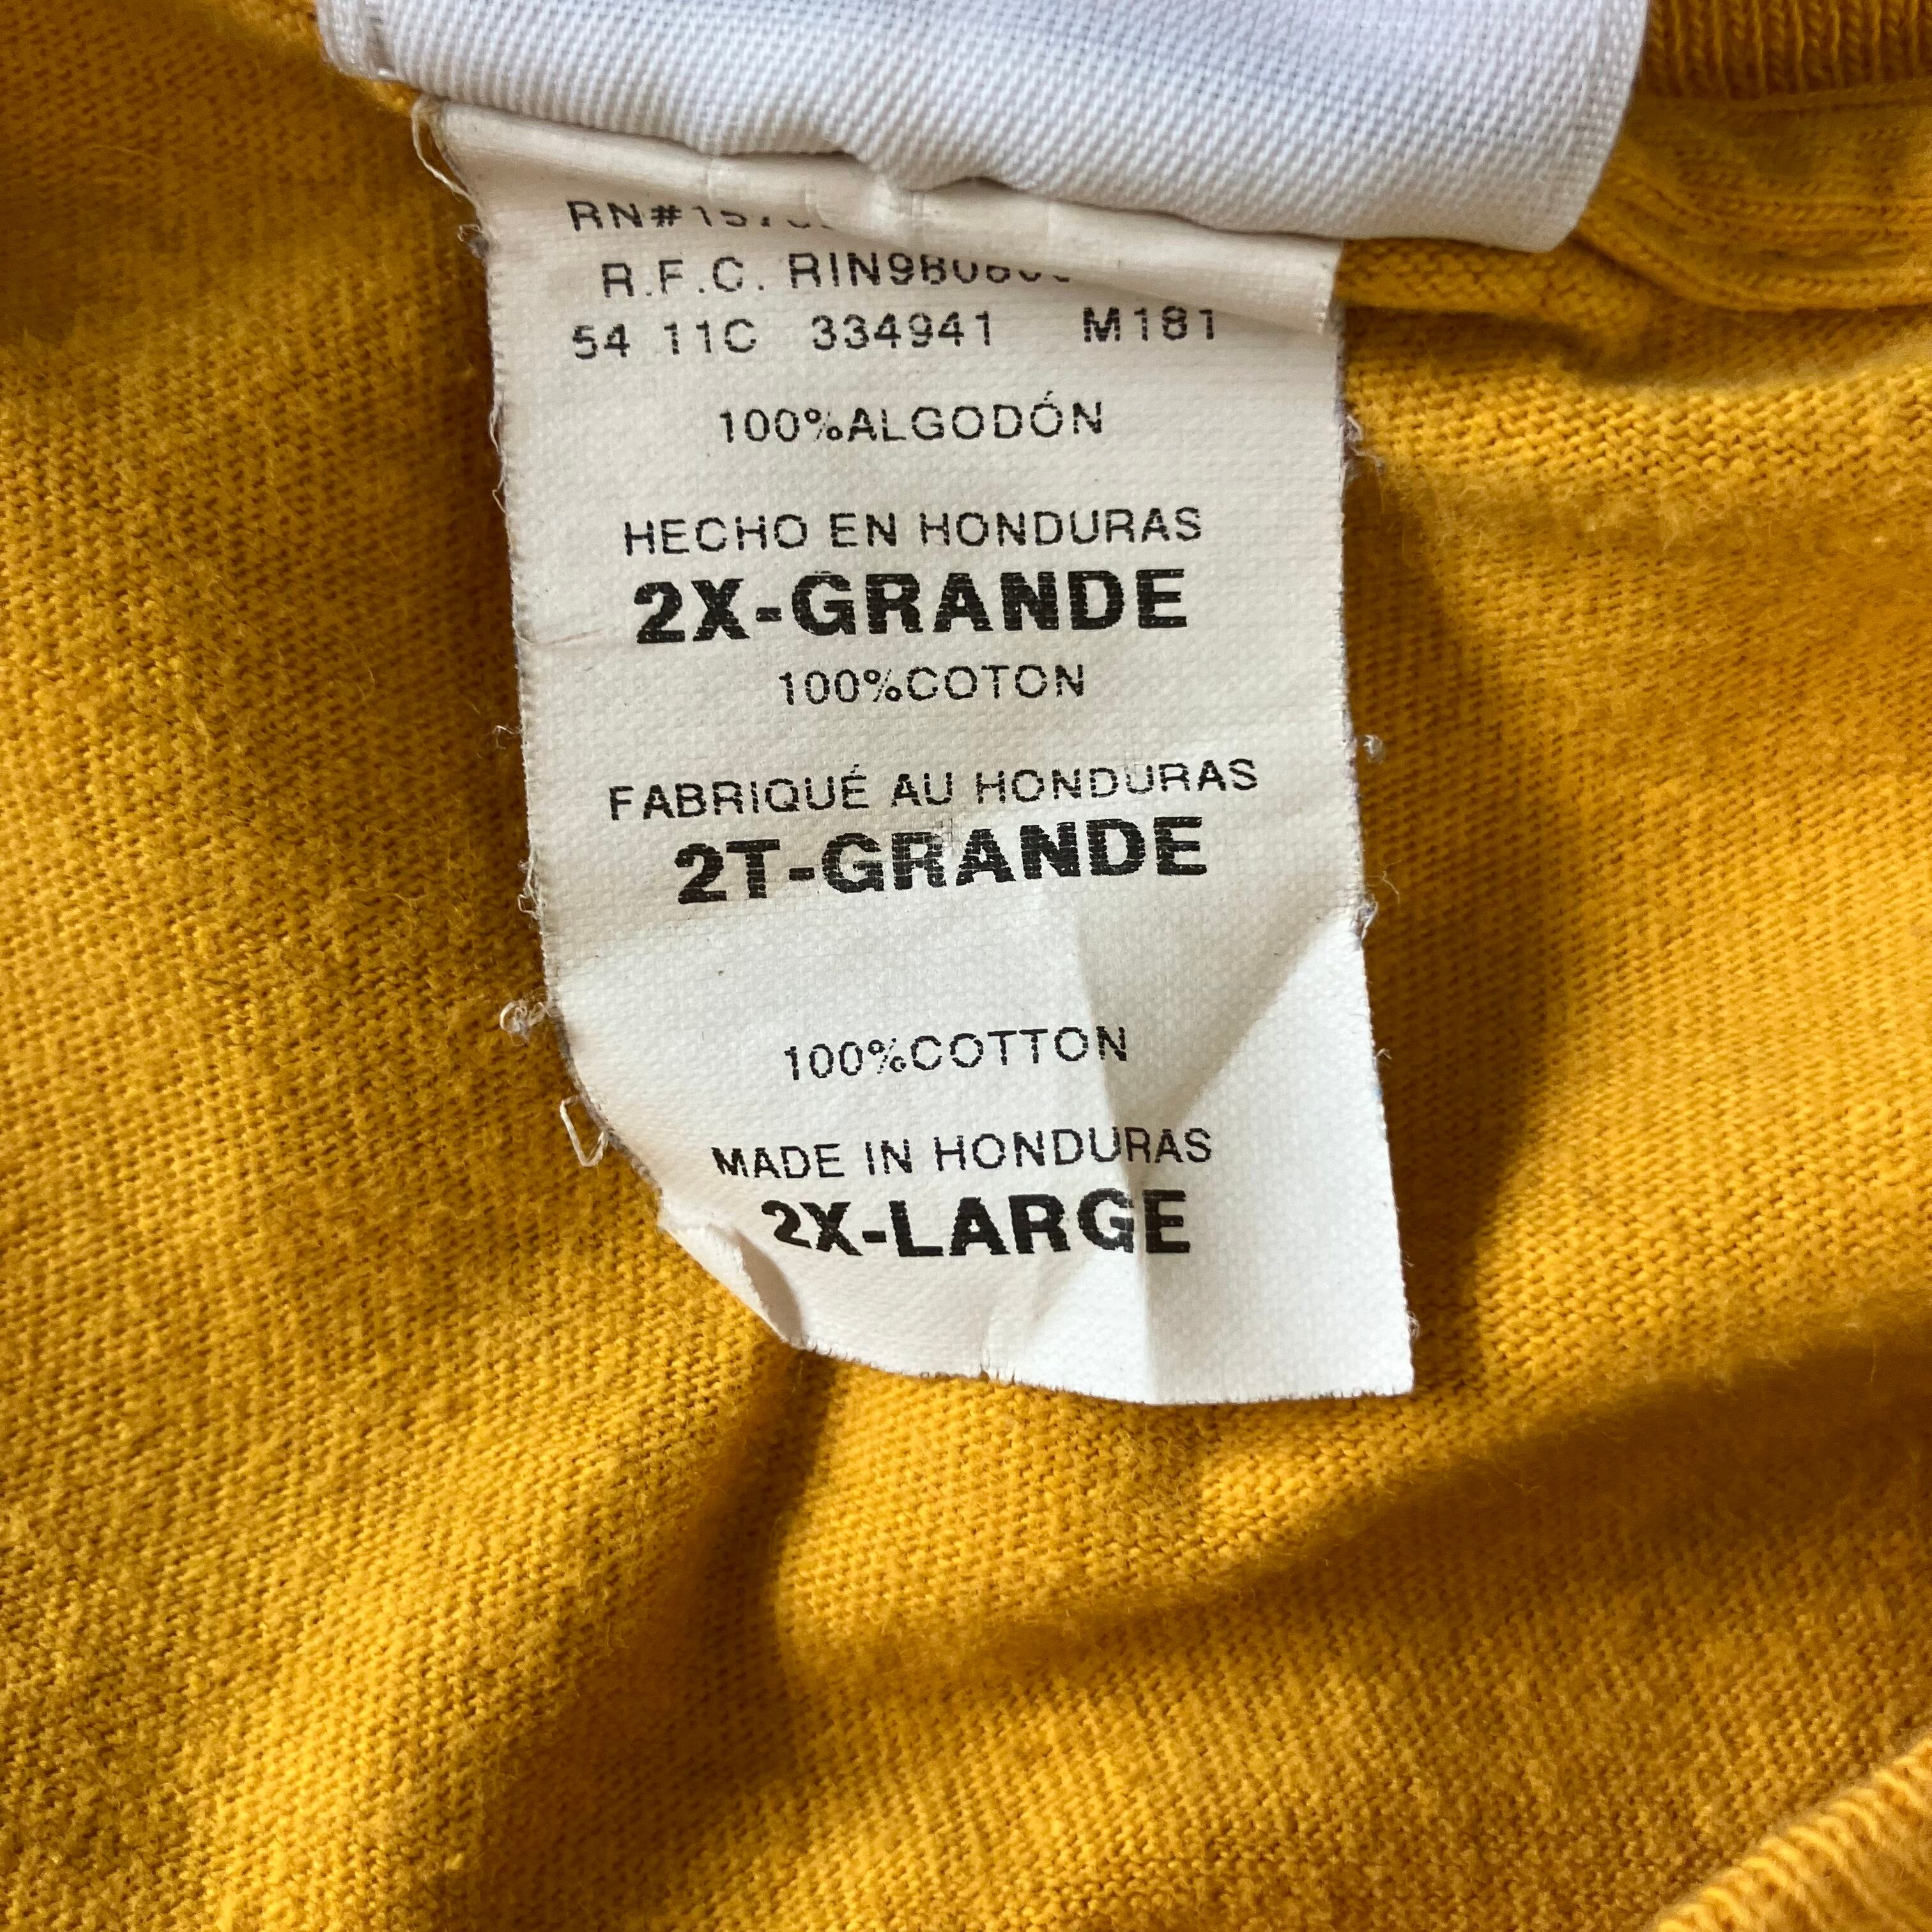 R.F.C.
54 11C 334941 M181
100%ALGODÓN
HECHO EN HONDURAS
2X-GRANDE
100%COTON
FABRIQUÉ AU HONDURAS
2T-GRANDE
100%COTTON
MADE IN HONDURAS
2X-LARGE